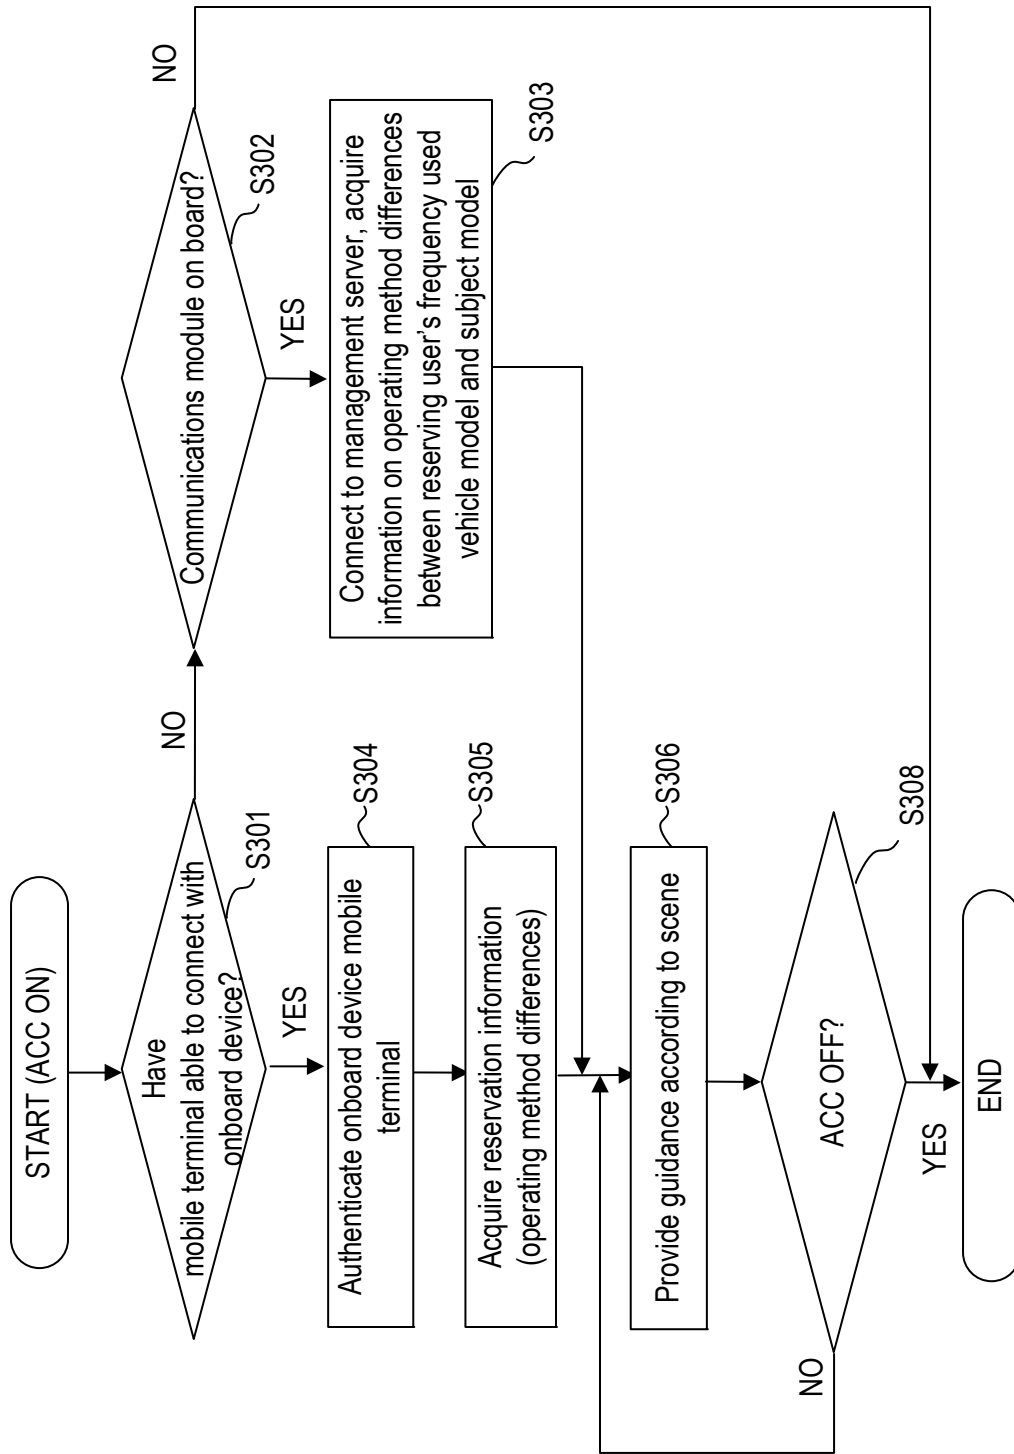 START (ACC ON)
Have
mobile terminal able to connect with
onboard device?
S301
NO
YES
Communications module on board?
S302
NO
YES
Connect to management server, acquire
information on operating method differences
between reserving user’s frequency used
vehicle model and subject model
S303
Authenticate onboard device mobile
terminal
S304
Acquire reservation information
(operating method differences)
S305
Provide guidance according to scene
S306
ACC OFF?
S308
NO
YES
END